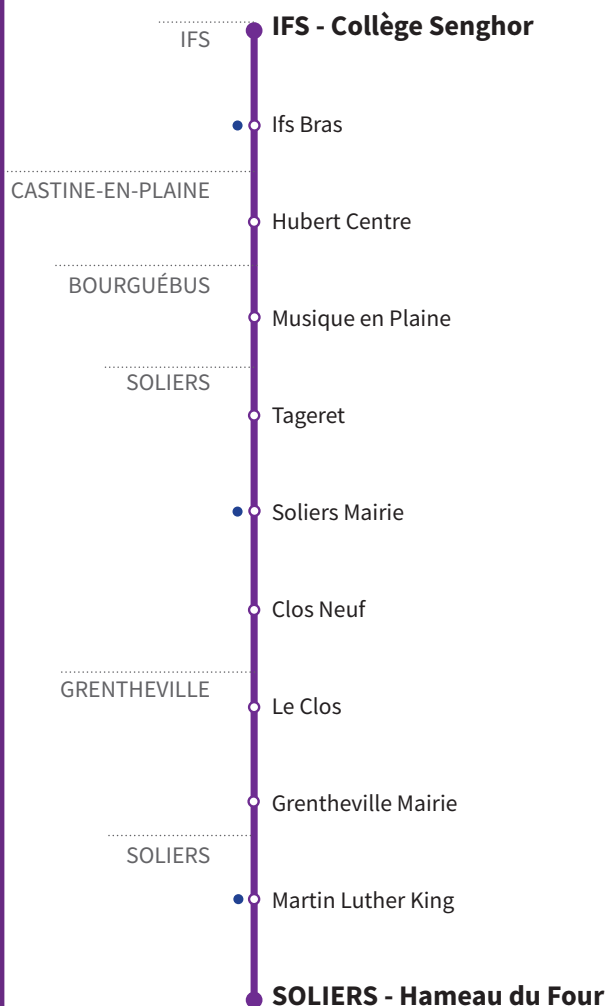 IFS - Collège Senghor
IFS
Ifs Bras
CASTINE-EN-PLAINE
Hubert Centre
BOURGUÉBUS
Musique en Plaine
SOLIERS
Tageret
Soliers Mairie
Clos Neuf
GRENTHEVILLE
Le Clos
Grentheville Mairie
SOLIERS
Martin Luther King
SOLIERS - Hameau du Four